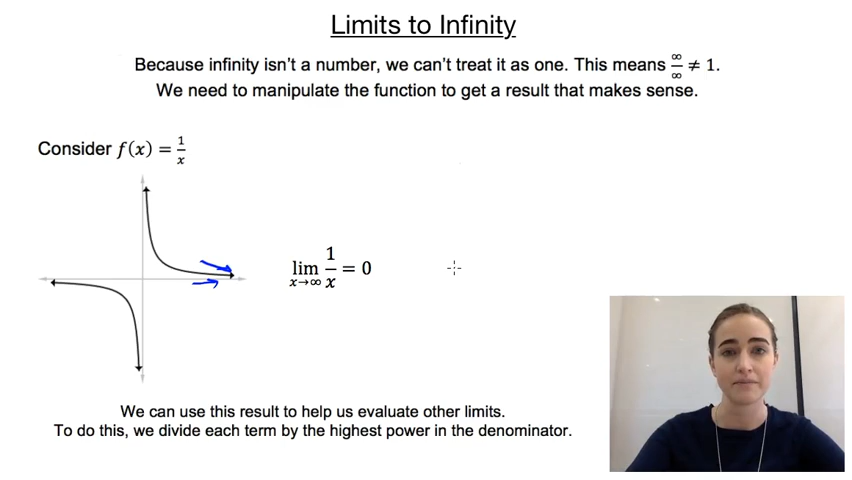 Limits to Infinity
Because infinity isn't a number, we can't treat it as one. This means ∞/∞ ≠ 1.
We need to manipulate the function to get a result that makes sense.
Consider f(x) = 1/x
lim x→∞ 1/x = 0
We can use this result to help us evaluate other limits.
To do this, we divide each term by the highest power in the denominator.